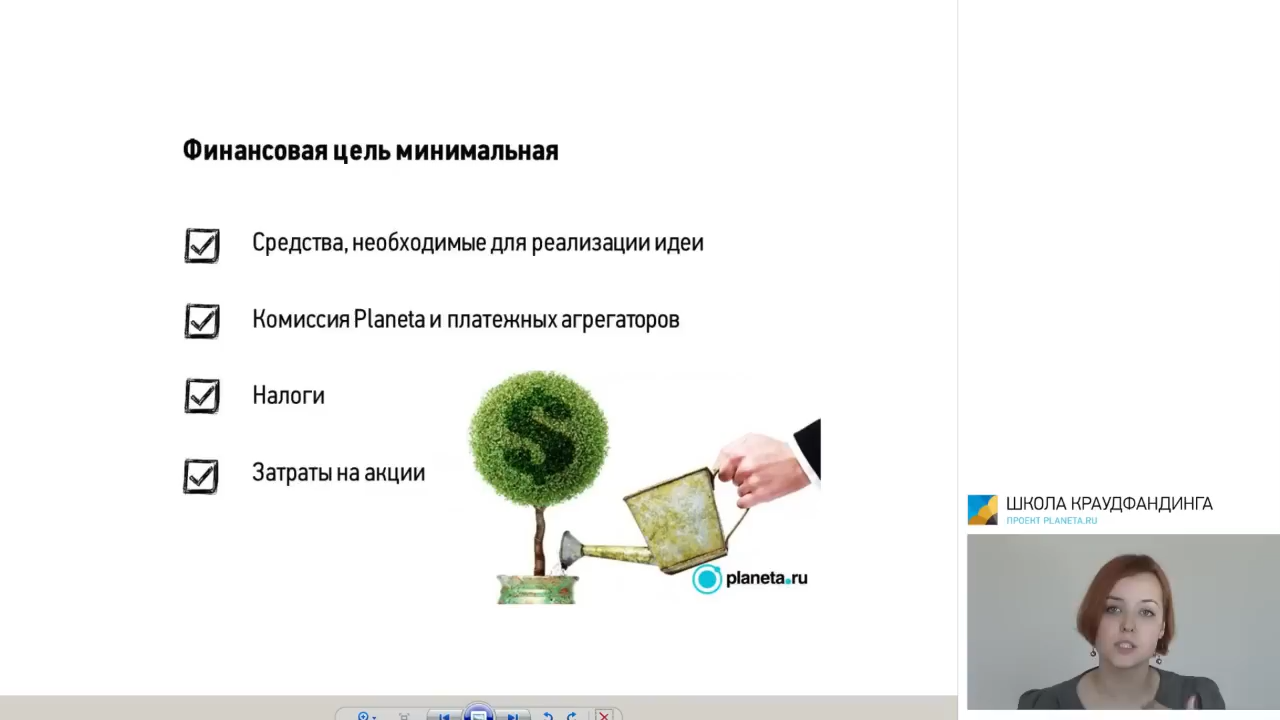 Финансовая цель минимальная
Средства, необходимые для реализации идеи
Комиссия Planeta и платежных агрегаторов
Налоги
Затраты на акции
$
planeta.ru
ШКОЛА КРАУДФАНДИНГА
ПРОЕКТ PLANETA.RU